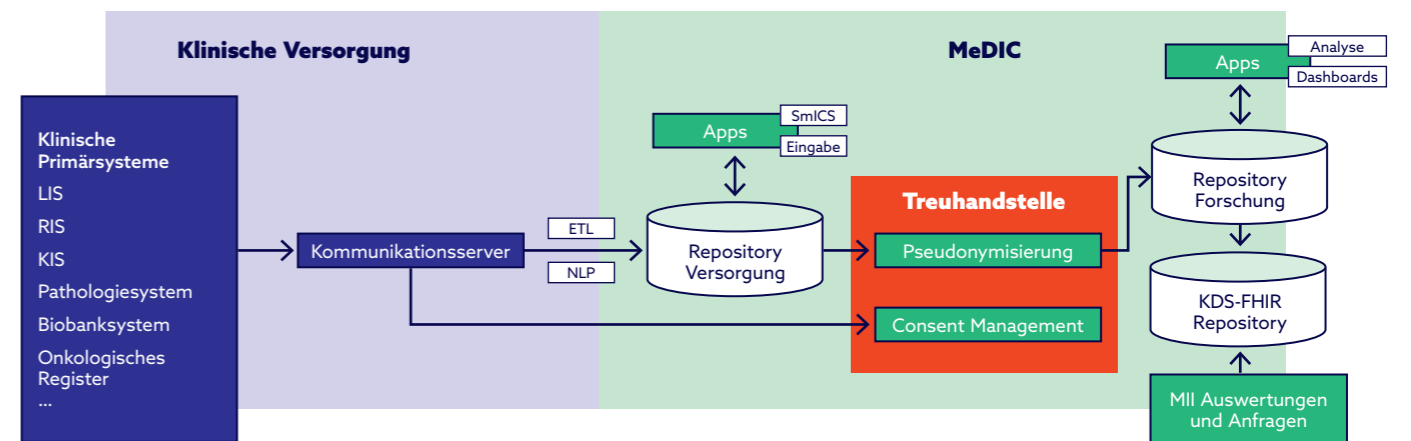 Klinische Versorgung
MeDIC
Klinische
Primärsysteme
LIS
RIS
KIS
Pathologiesystem
Biobanksystem
Onkologisches
Register
...
Kommunikationsserver
ETL
NLP
Apps
SmICS
Eingabe
Repository
Versorgung
Treuhandstelle
Pseudonymisierung
Consent Management
Apps
Analyse
Dashboards
Repository
Forschung
KDS-FHIR
Repository
MII Auswertungen
und Anfragen